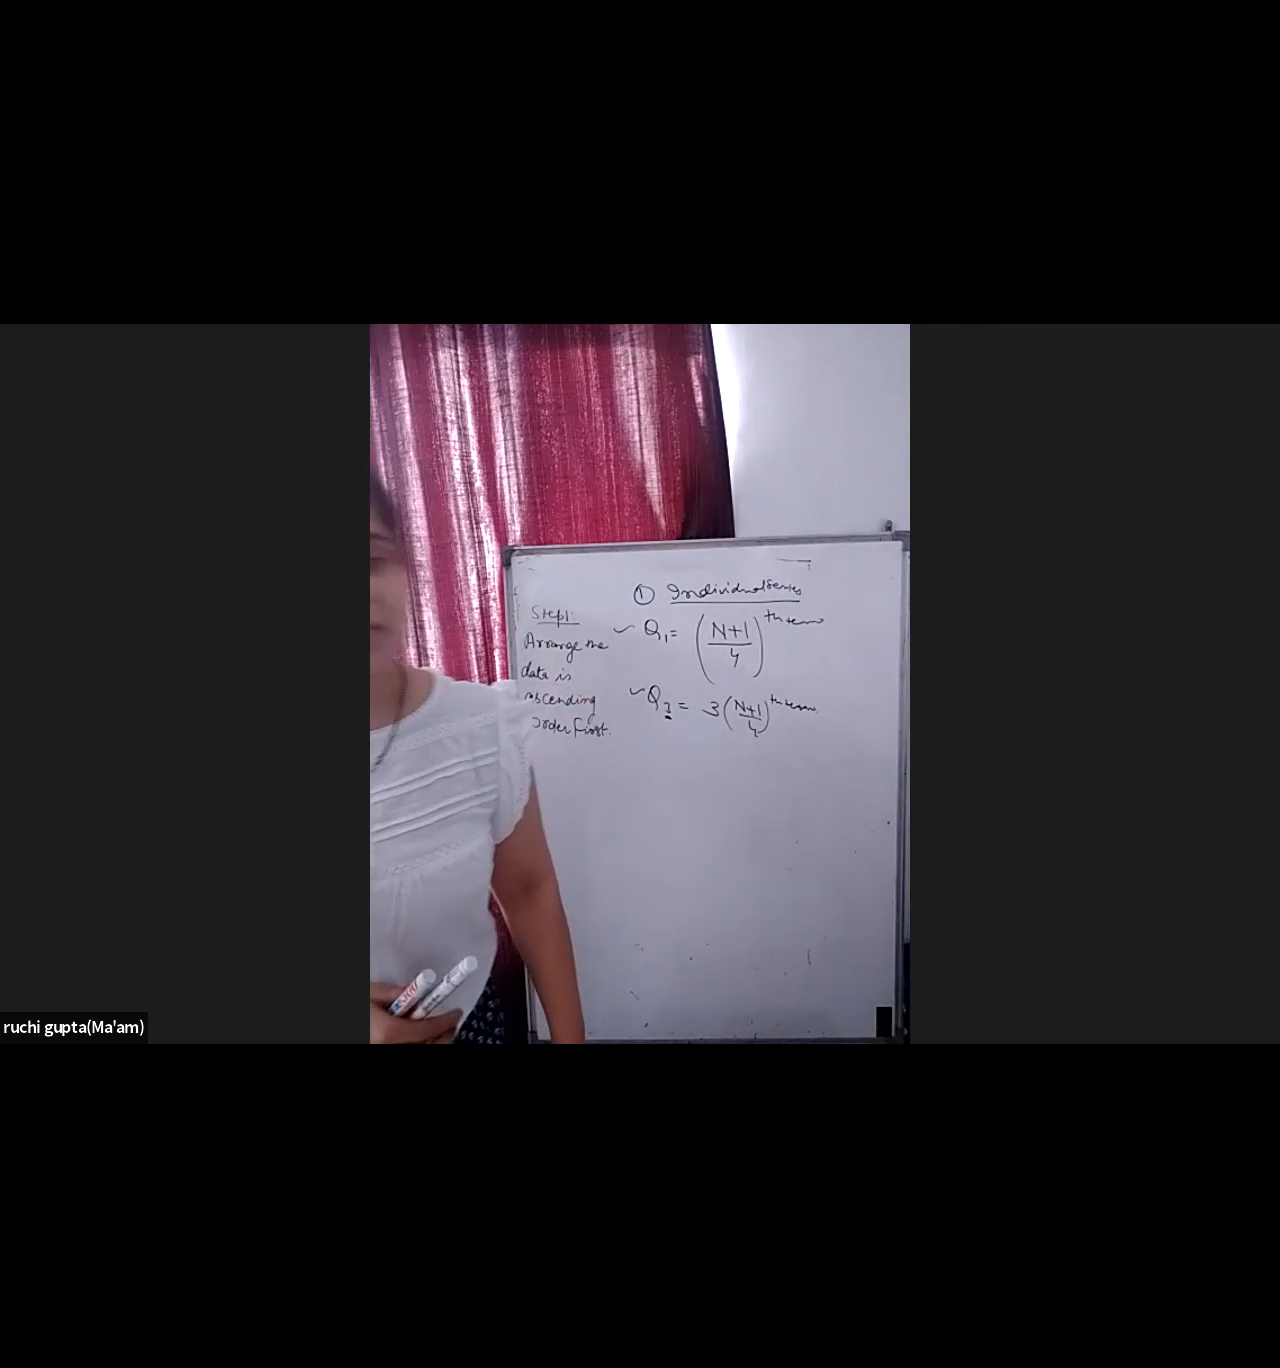 ① Individual Series
Step1:
Arrange the
data is
ascending
order first.
Q₁ = (N+1/4)^th term
Q₃ = 3(N+1/4)^th term
ruchi gupta(Ma'am)